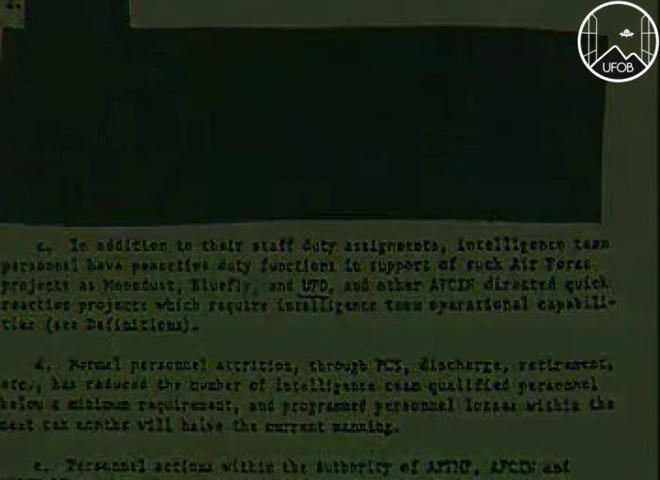 UFOB
c. In addition to their staff duty assignments, intelligence team
personnel have peacetime duty functions in support of such Air Force
projects as Moondust, Bluefly, and UFO, and other AFCIN directed quick
reaction projects which require intelligence team operational capabili-
ties (see Definitions).
d. Normal personnel attrition, through PCS, discharge, retirement,
etc., has reduced the number of intelligence team qualified personnel
below a minimum requirement, and programmed personnel losses within the
next ten months will halve the current manning.
e. Personnel actions within the authority of AFPMP, AFCIN and